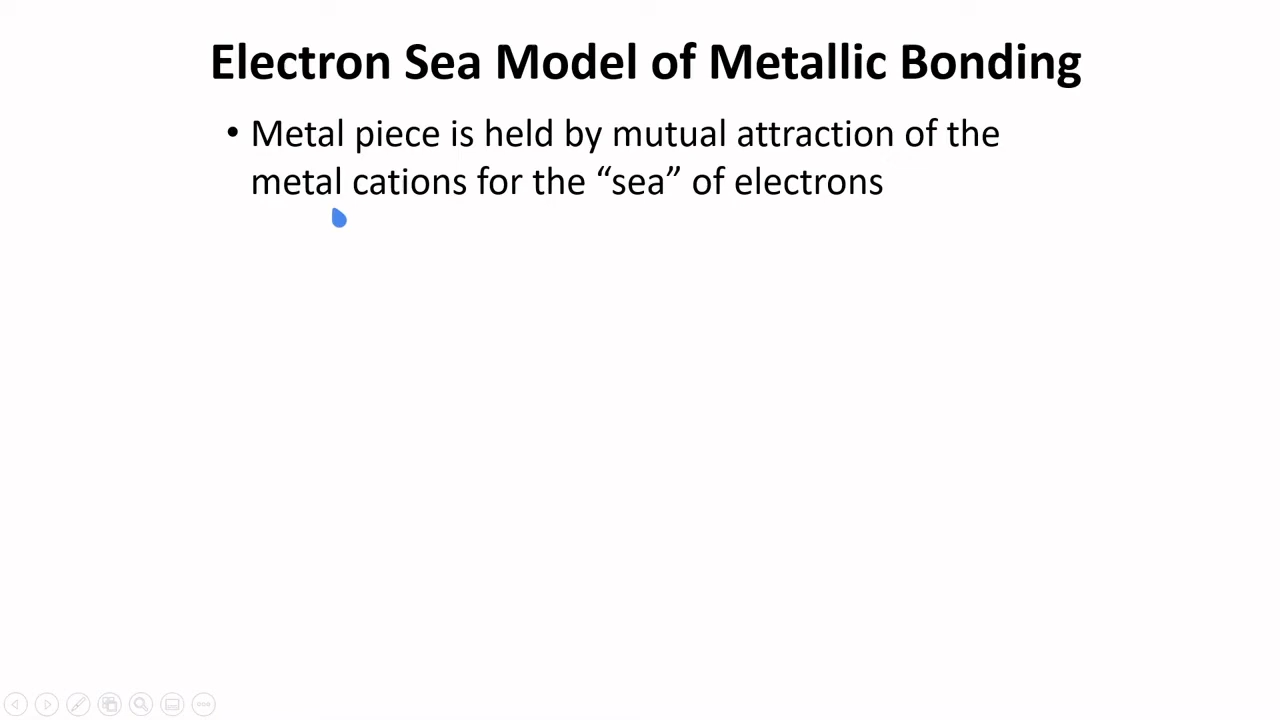 Electron Sea Model of Metallic Bonding
• Metal piece is held by mutual attraction of the
metal cations for the “sea” of electrons